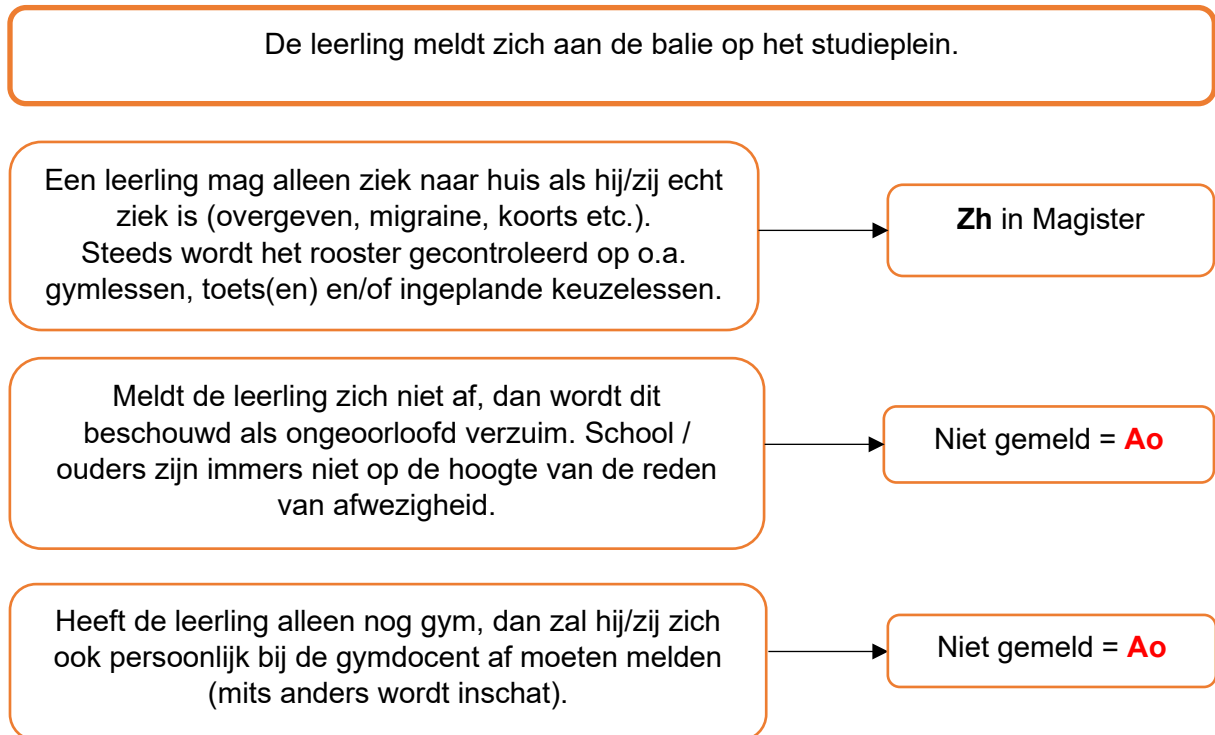 De leerling meldt zich aan de balie op het studieplein.
Een leerling mag alleen ziek naar huis als hij/zij echt
ziek is (overgeven, migraine, koorts etc.).
Steeds wordt het rooster gecontroleerd op o.a.
gymlessen, toets(en) en/of ingeplande keuzelessen.
Zh in Magister
Meldt de leerling zich niet af, dan wordt dit
beschouwd als ongeoorloofd verzuim. School /
ouders zijn immers niet op de hoogte van de reden
van afwezigheid.
Niet gemeld = Ao
Heeft de leerling alleen nog gym, dan zal hij/zij zich
ook persoonlijk bij de gymdocent af moeten melden
(mits anders wordt inschat).
Niet gemeld = Ao